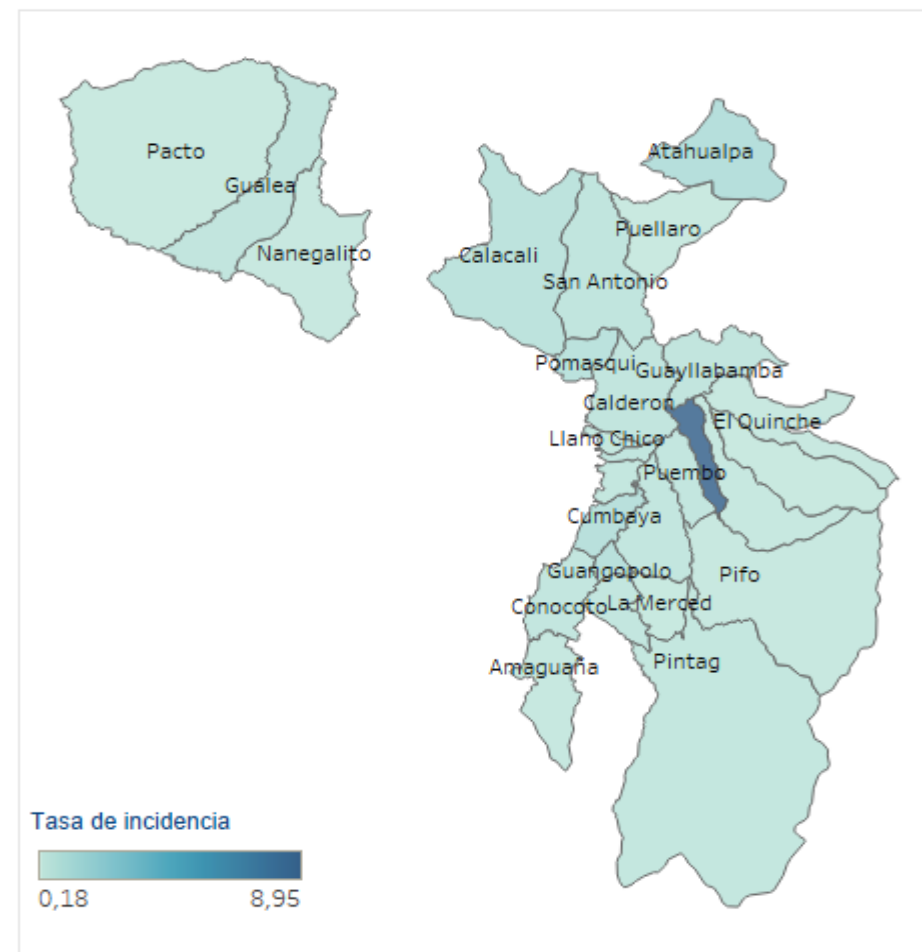 Pacto
Atahualpa
Gualea
Puellaro
Nanegalito
Calacali
San Antonio
Pomasqui
Guayllabamba
Calderon
El Quinche
Llano Chico
Puembo
Cumbaya
Guangopolo
Pifo
Conocoto
La Merced
Amaguaña
Pintag
Tasa de incidencia
0,18 8,95